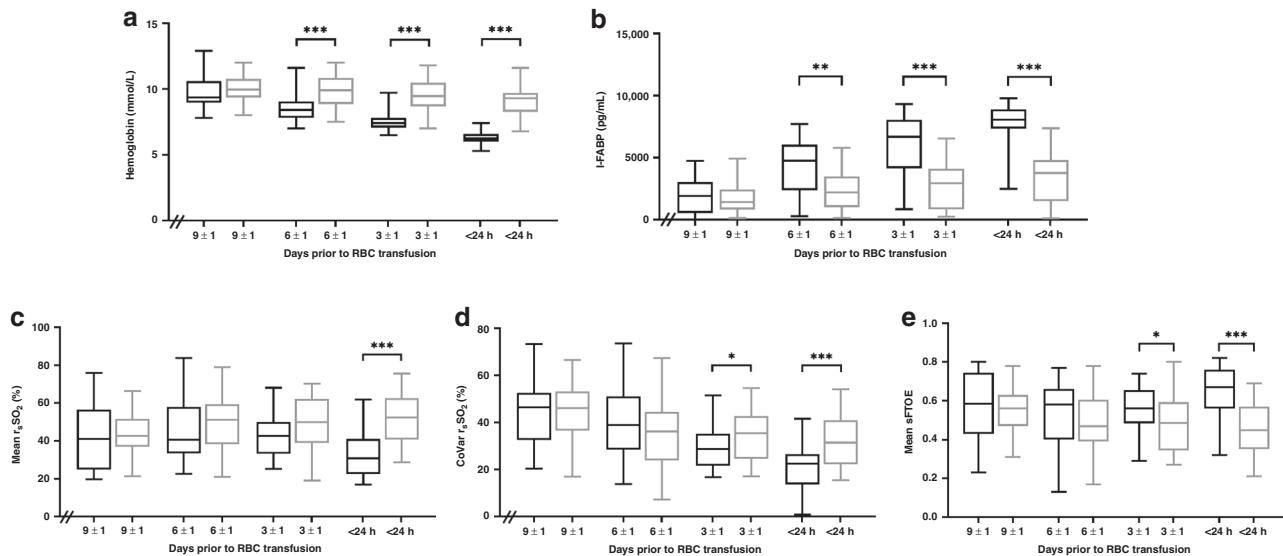 a
Hemoglobin (mmol/L)
15
10
5
0
*** *** ***
9 ± 1 9 ± 1 6 ± 1 6 ± 1 3 ± 1 3 ± 1 <24 h <24 h
Days prior to RBC transfusion
b
I-FABP (pg/mL)
15,000
10,000
5000
0
** *** ***
9 ± 1 9 ± 1 6 ± 1 6 ± 1 3 ± 1 3 ± 1 <24 h <24 h
Days prior to RBC transfusion
c
Mean rₛSO₂ (%)
100
80
60
40
20
0
***
9 ± 1 9 ± 1 6 ± 1 6 ± 1 3 ± 1 3 ± 1 <24 h <24 h
Days prior to RBC transfusion
d
CoVar rₛSO₂ (%)
80
60
40
20
0
* ***
9 ± 1 9 ± 1 6 ± 1 6 ± 1 3 ± 1 3 ± 1 <24 h <24 h
Days prior to RBC transfusion
e
Mean sFTOE
1.0
0.8
0.6
0.4
0.2
0.0
* ***
9 ± 1 9 ± 1 6 ± 1 6 ± 1 3 ± 1 3 ± 1 <24 h <24 h
Days prior to RBC transfusion